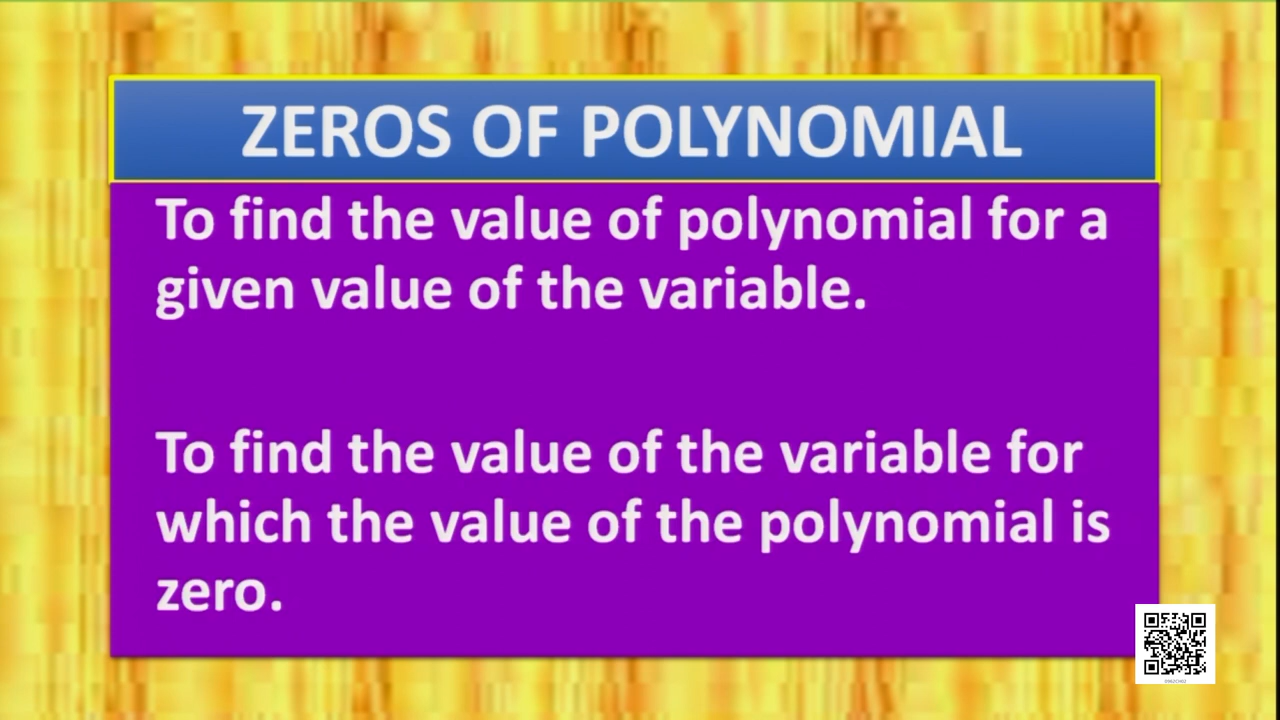 ZEROS OF POLYNOMIAL
To find the value of polynomial for a
given value of the variable.
To find the value of the variable for
which the value of the polynomial is
zero.